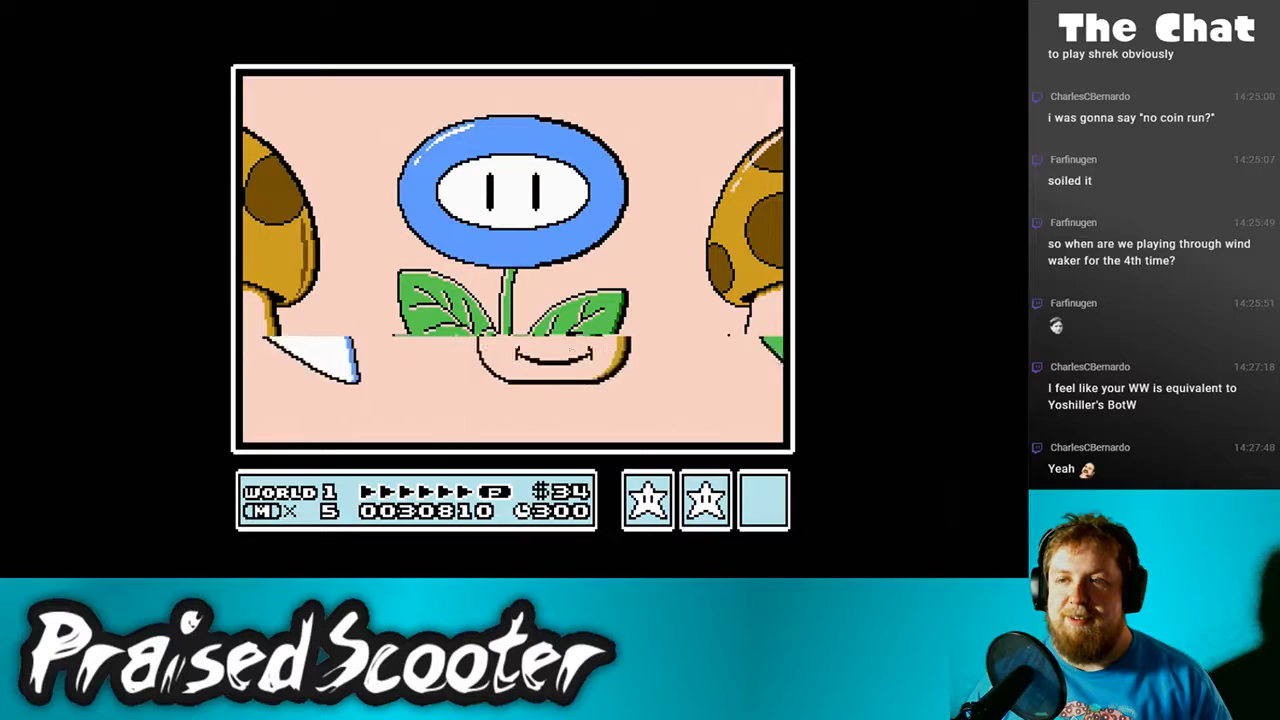 The Chat
to play shrek obviously
CharlesCBernardo 14:25:00
i was gonna say "no coin run?"
Farfinugen 14:25:07
soiled it
Farfinugen 14:25:49
so when are we playing through wind
waker for the 4th time?
Farfinugen 14:25:51
CharlesCBernardo 14:27:18
I feel like your WW is equivalent to
Yoshiller's BotW
CharlesCBernardo 14:27:48
Yeah
WORLD 1 P $34
M× 5 0030810 300
PraisedScooter